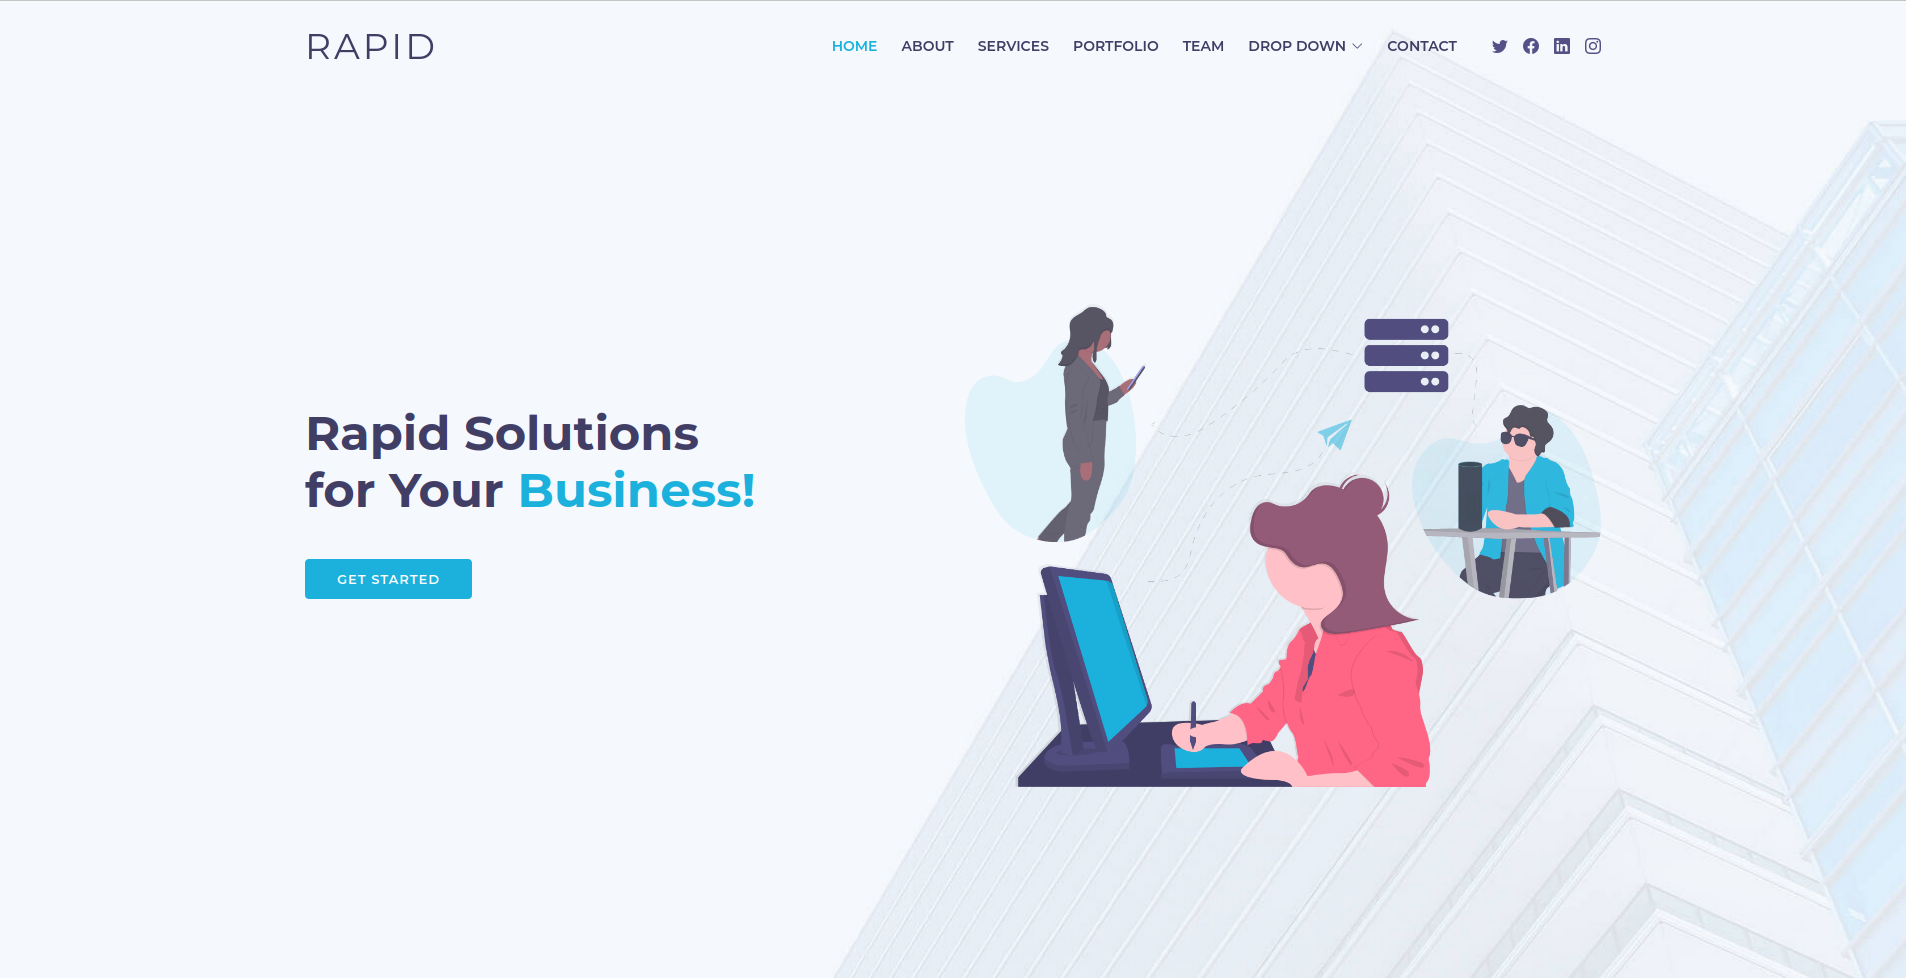 RAPID
HOME ABOUT SERVICES PORTFOLIO TEAM DROP DOWN CONTACT
Rapid Solutions
for Your Business!
GET STARTED